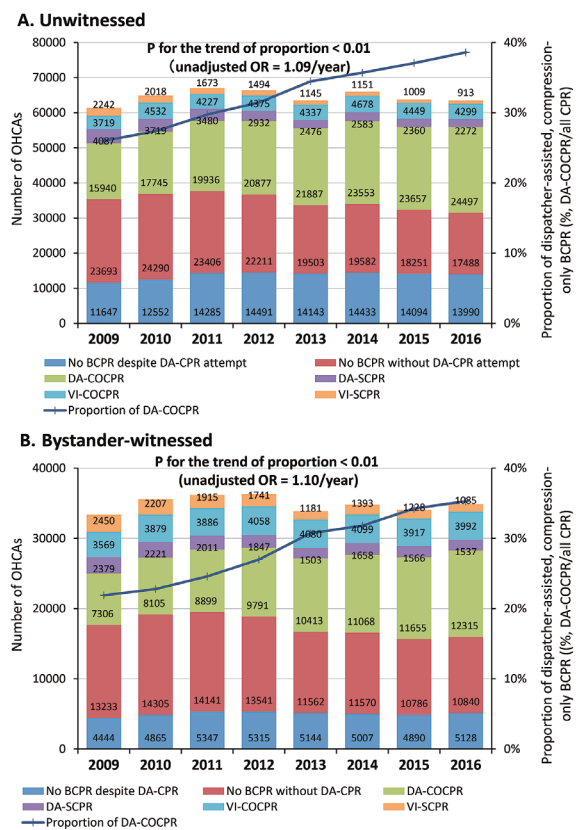 A. Unwitnessed
P for the trend of proportion < 0.01
(unadjusted OR = 1.09/year)
Number of OHCAs
80000
70000
60000
50000
40000
30000
20000
10000
0
40%
30%
20%
10%
0%
Proportion of dispatcher-assisted, compression-
only BCPR (%, DA-COCPR/all CPR)
2242 2018 1673 1494 1145 1151 1009 913
3719 4532 4227 4375 4337 4678 4449 4299
4087 3719 3480 2932 2476 2583 2360 2272
15940 17745 19936 20877 21887 23553 23657 24497
23693 24290 23406 22211 19503 19582 18251 17488
11647 12552 14285 14491 14143 14433 14094 13990
2009 2010 2011 2012 2013 2014 2015 2016
No BCPR despite DA-CPR attempt No BCPR without DA-CPR attempt
DA-COCPR DA-SCPR
VI-COCPR VI-SCPR
Proportion of DA-COCPR
B. Bystander-witnessed
P for the trend of proportion < 0.01
(unadjusted OR = 1.10/year)
Number of OHCAs
40000
30000
20000
10000
0
40%
30%
20%
10%
0%
Proportion of dispatcher-assisted, compression-
only BCPR ((%, DA-COCPR/all CPR)
2450 2207 1915 1741 1181 1393 1228 1085
3569 3879 3886 4058 4080 4099 3917 3992
2379 2221 2011 1847 1503 1658 1566 1537
7306 8105 8899 9791 10413 11068 11655 12315
13233 14305 14141 13541 11562 11570 10786 10840
4444 4865 5347 5315 5144 5007 4890 5128
2009 2010 2011 2012 2013 2014 2015 2016
No BCPR despite DA-CPR No BCPR without DA-CPR DA-COCPR
DA-SCPR VI-COCPR VI-SCPR
Proportion of DA-COCPR